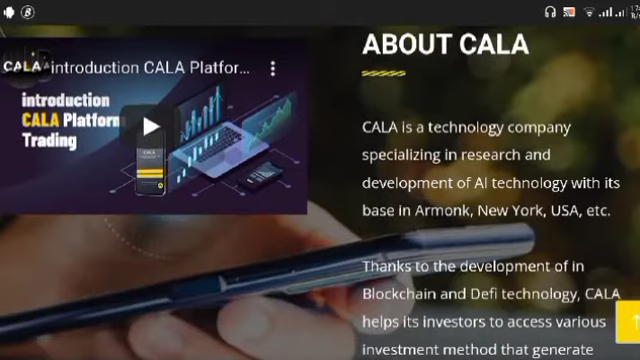 ABOUT CALA
CALA introduction CALA Platfor...
introduction
CALA Platform
Trading
CALA is a technology company
specializing in research and
development of AI technology with its
base in Armonk, New York, USA, etc.
Thanks to the development of in
Blockchain and Defi technology, CALA
helps its investors to access various
investment method that generate